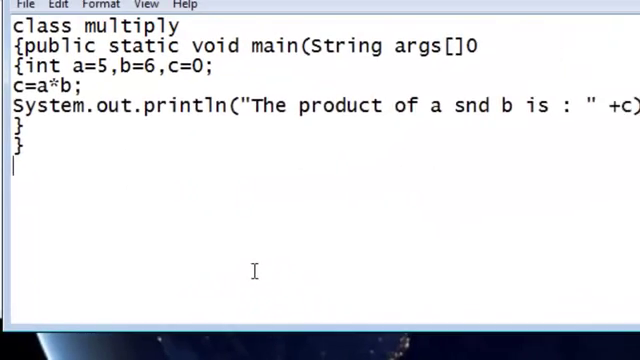 File Edit Format View Help
class multiply
{public static void main(String args[]0
{int a=5,b=6,c=0;
c=a*b;
System.out.println("The product of a snd b is : " +c)
}
}